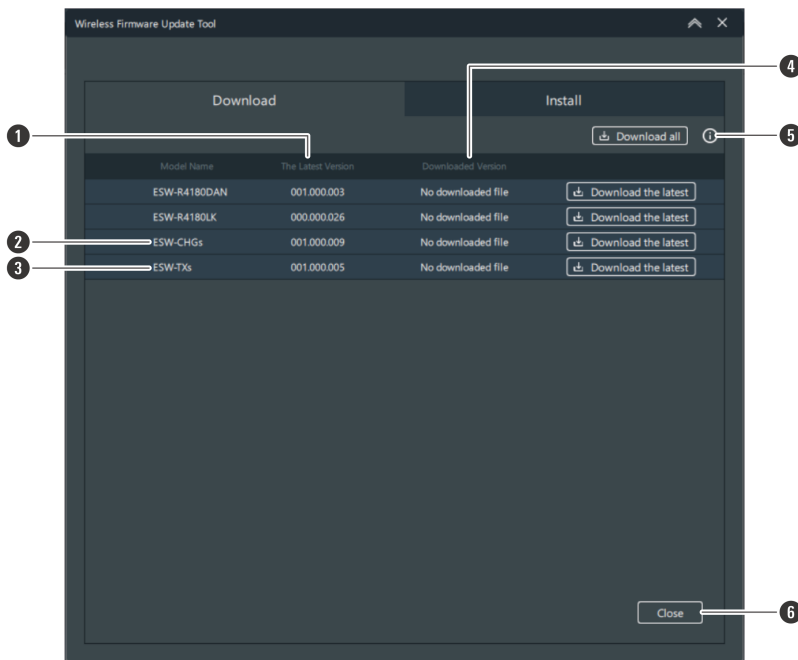 Wireless Firmware Update Tool
4
Download Install
1 Download all 5
Model Name The Latest Version Downloaded Version
ESW-R4180DAN 001.000.003 No downloaded file Download the latest
ESW-R4180LK 000.000.026 No downloaded file Download the latest
2 ESW-CHGs 001.000.009 No downloaded file Download the latest
3 ESW-TXs 001.000.005 No downloaded file Download the latest
Close 6